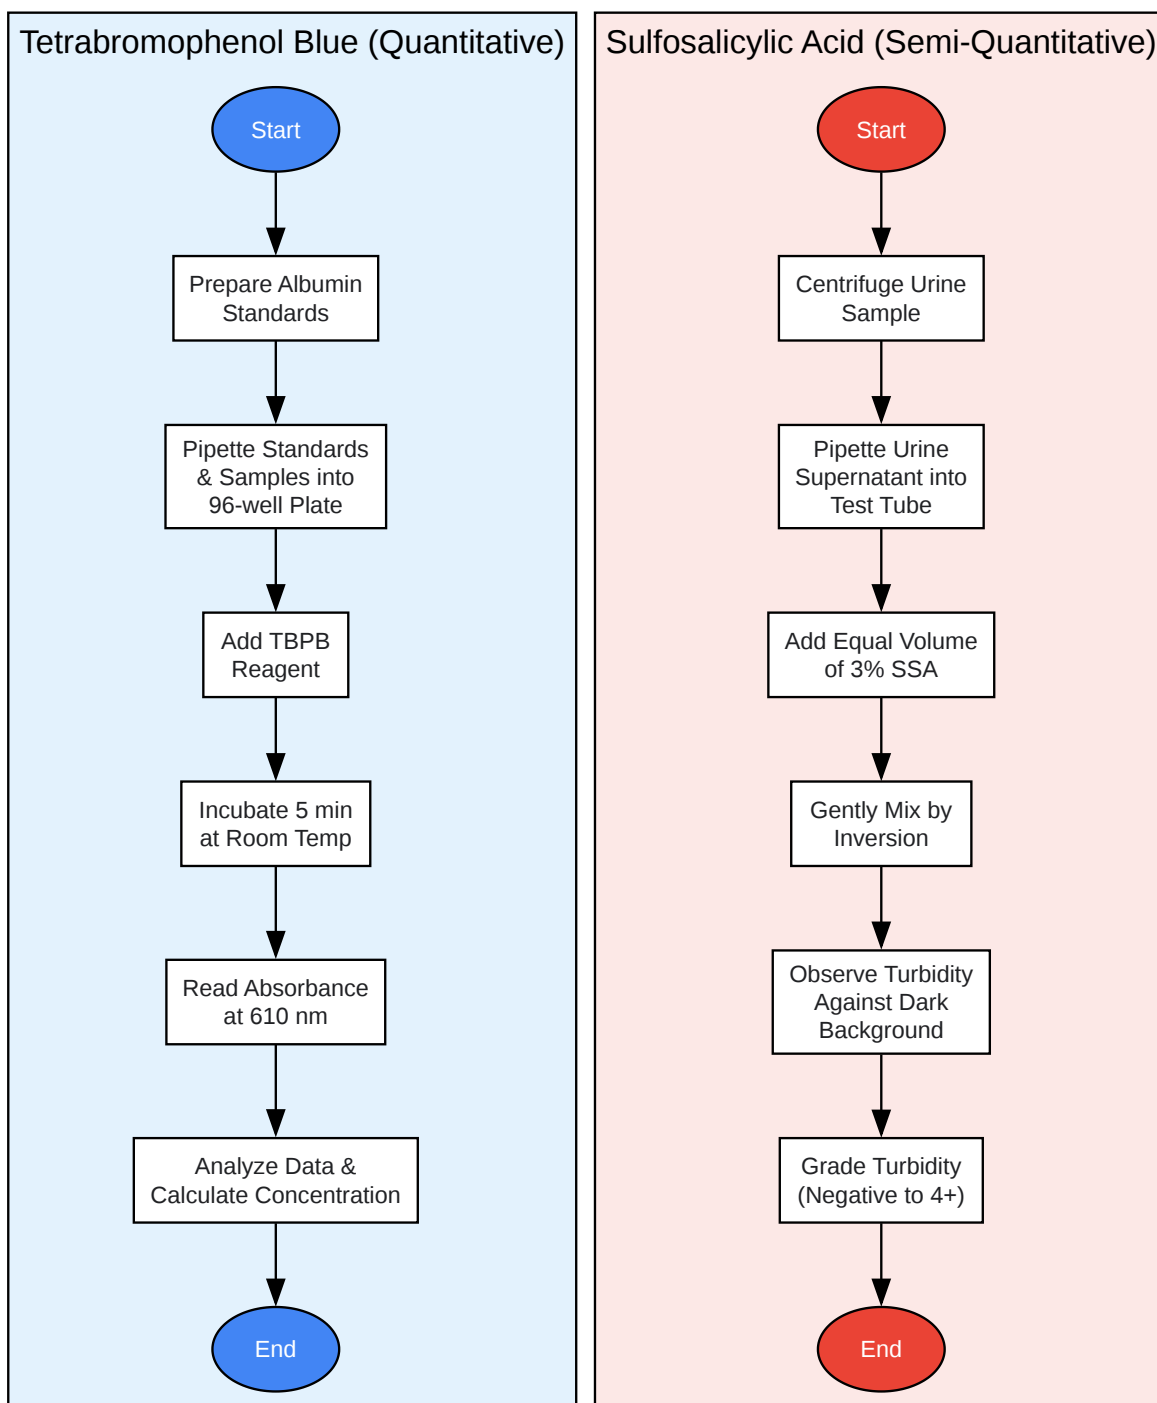 Tetrabromophenol Blue (Quantitative)
Start
Prepare Albumin
Standards
Pipette Standards
& Samples into
96-well Plate
Add TBPB
Reagent
Incubate 5 min
at Room Temp
Read Absorbance
at 610 nm
Analyze Data &
Calculate Concentration
End
Sulfosalicylic Acid (Semi-Quantitative)
Start
Centrifuge Urine
Sample
Pipette Urine
Supernatant into
Test Tube
Add Equal Volume
of 3% SSA
Gently Mix by
Inversion
Observe Turbidity
Against Dark
Background
Grade Turbidity
(Negative to 4+)
End